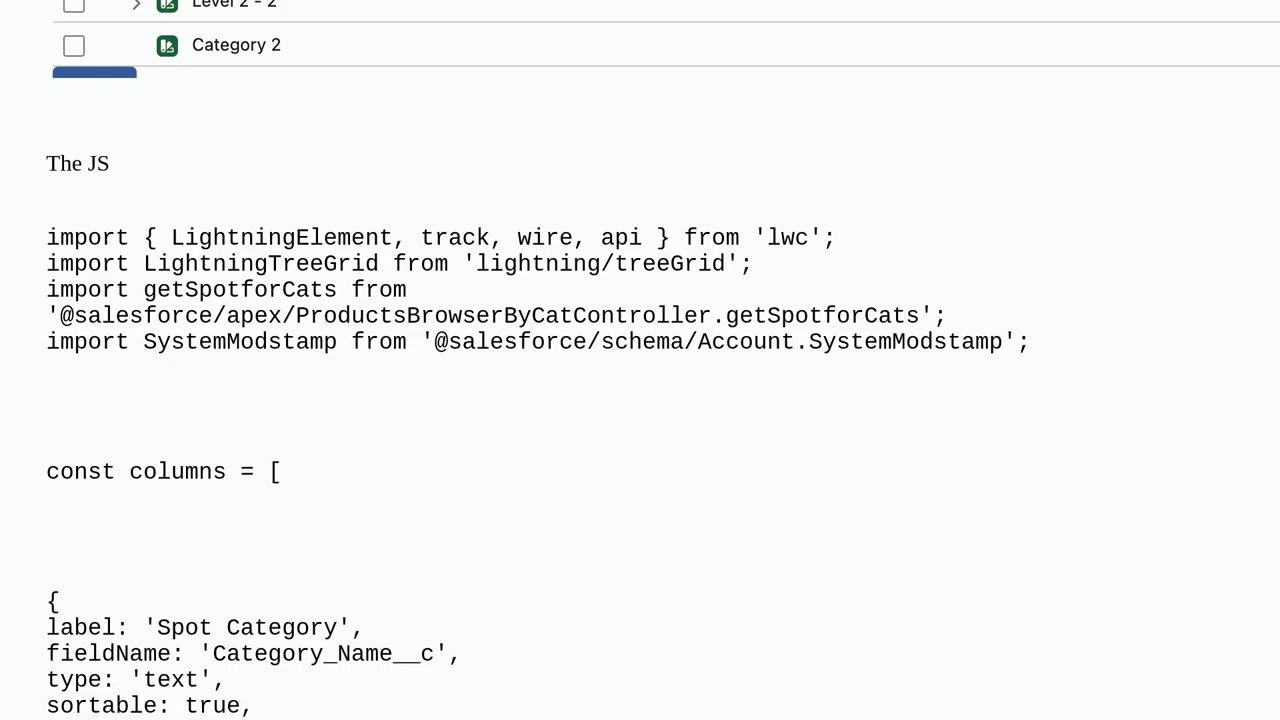 Level 2 - 2
Category 2
The JS
import { LightningElement, track, wire, api } from 'lwc';
import LightningTreeGrid from 'lightning/treeGrid';
import getSpotforCats from
'@salesforce/apex/ProductsBrowserByCatController.getSpotforCats';
import SystemModstamp from '@salesforce/schema/Account.SystemModstamp';
const columns = [
{
label: 'Spot Category',
fieldName: 'Category_Name__c',
type: 'text',
sortable: true,